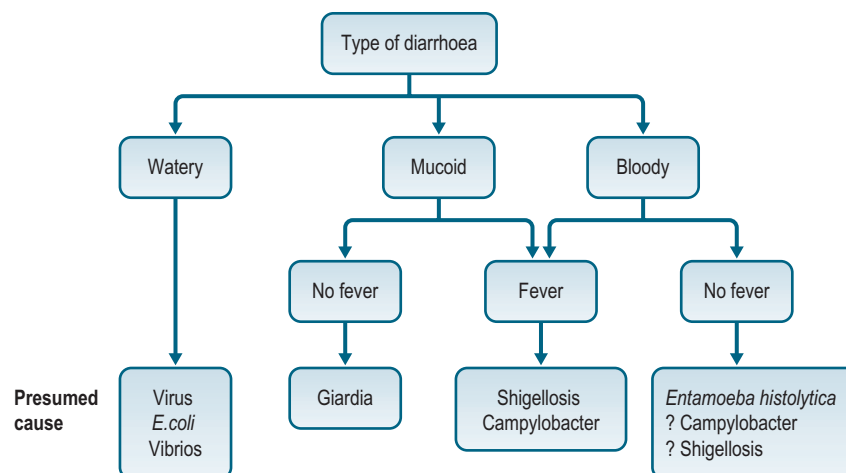 Type of diarrhoea
Watery
Mucoid
Bloody
No fever
Fever
No fever
Presumed
cause
Virus
E.coli
Vibrios
Giardia
Shigellosis
Campylobacter
Entamoeba histolytica
? Campylobacter
? Shigellosis